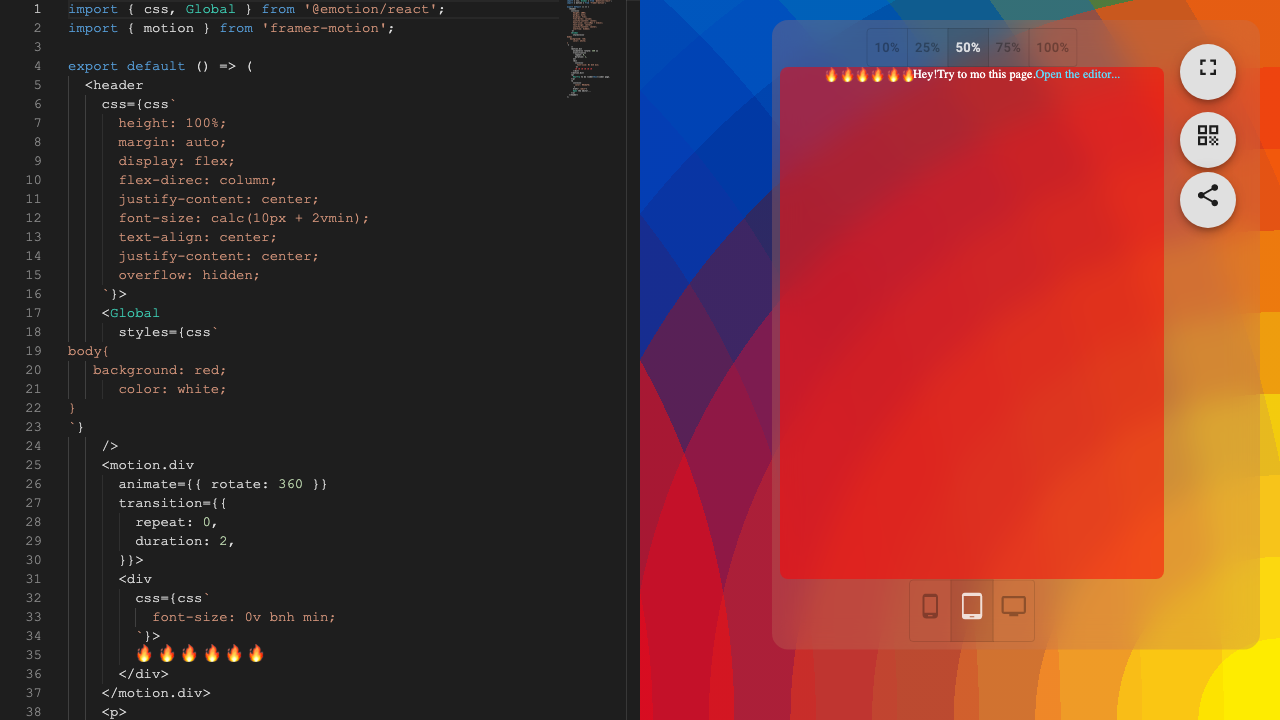 1 import { css, Global } from '@emotion/react';
2 import { motion } from 'framer-motion';
3
4 export default () => (
5 <header
6 css={css`
7 height: 100%;
8 margin: auto;
9 display: flex;
10 flex-direc: column;
11 justify-content: center;
12 font-size: calc(10px + 2vmin);
13 text-align: center;
14 justify-content: center;
15 overflow: hidden;
16 `}>
17 <Global
18 styles={css`
19 body{
20 background: red;
21 color: white;
22 }
23 `}
24 />
25 <motion.div
26 animate={{ rotate: 360 }}
27 transition={{
28 repeat: 0,
29 duration: 2,
30 }}>
31 <div
32 css={css`
33 font-size: 0v bnh min;
34 `}>
35 🔥🔥🔥🔥🔥🔥
36 </div>
37 </motion.div>
38 <p>
10% 25% 50% 75% 100%
🔥🔥🔥🔥🔥🔥Hey!Try to mo this page.Open the editor...